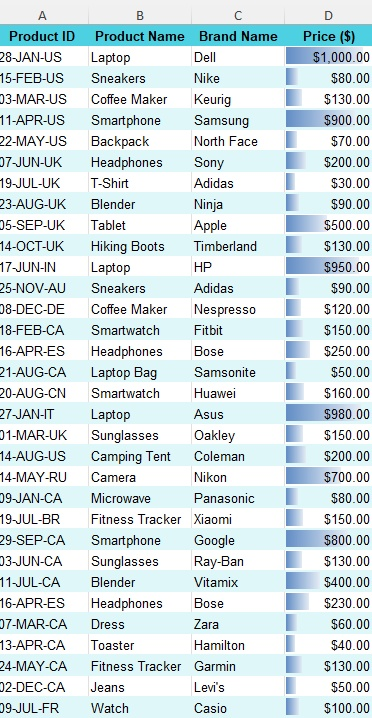 A B C D
Product ID Product Name Brand Name Price ($)
28-JAN-US Laptop Dell $1,000.00
15-FEB-US Sneakers Nike $80.00
03-MAR-US Coffee Maker Keurig $130.00
11-APR-US Smartphone Samsung $900.00
22-MAY-US Backpack North Face $70.00
07-JUN-UK Headphones Sony $200.00
19-JUL-UK T-Shirt Adidas $30.00
23-AUG-UK Blender Ninja $90.00
05-SEP-UK Tablet Apple $500.00
14-OCT-UK Hiking Boots Timberland $130.00
17-JUN-IN Laptop HP $950.00
25-NOV-AU Sneakers Adidas $90.00
08-DEC-DE Coffee Maker Nespresso $120.00
18-FEB-CA Smartwatch Fitbit $150.00
16-APR-ES Headphones Bose $250.00
21-AUG-CA Laptop Bag Samsonite $50.00
20-AUG-CN Smartwatch Huawei $160.00
27-JAN-IT Laptop Asus $980.00
01-MAR-UK Sunglasses Oakley $150.00
14-AUG-US Camping Tent Coleman $200.00
14-MAY-RU Camera Nikon $700.00
09-JAN-CA Microwave Panasonic $80.00
19-JUL-BR Fitness Tracker Xiaomi $150.00
29-SEP-CA Smartphone Google $800.00
03-JUN-CA Sunglasses Ray-Ban $130.00
11-JUL-CA Blender Vitamix $400.00
16-APR-ES Headphones Bose $230.00
07-MAR-CA Dress Zara $60.00
13-APR-CA Toaster Hamilton $40.00
24-MAY-CA Fitness Tracker Garmin $130.00
02-DEC-CA Jeans Levi's $50.00
09-JUL-FR Watch Casio $100.00